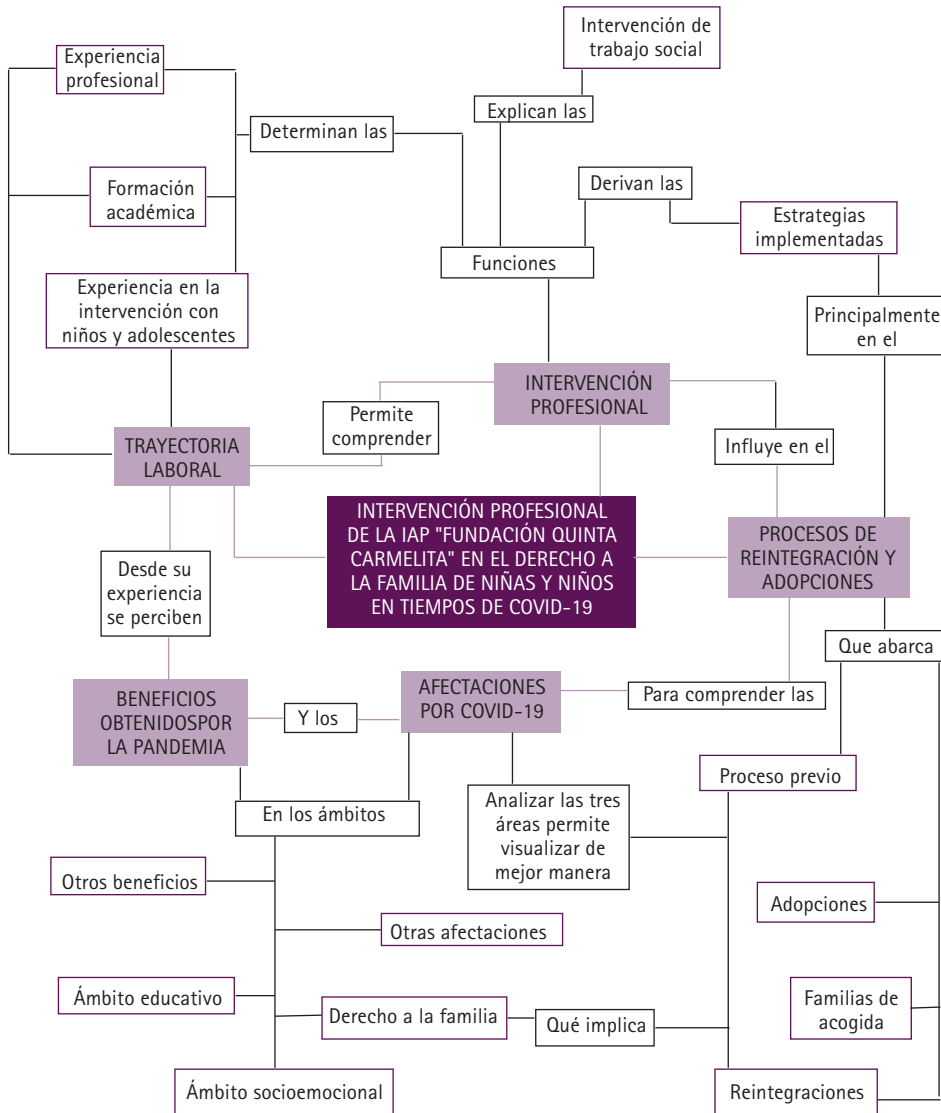 Intervención de
trabajo social
Experiencia
profesional
Explican las
Determinan las
Derivan las
Formación
académica
Estrategias
implementadas
Funciones
Experiencia en la
intervención con
niños y adolescentes
Principalmente
en el
INTERVENCIÓN
PROFESIONAL
Permite
comprender
TRAYECTORIA
LABORAL
Influye en el
INTERVENCIÓN PROFESIONAL
DE LA IAP "FUNDACIÓN QUINTA
CARMELITA" EN EL DERECHO A
LA FAMILIA DE NIÑAS Y NIÑOS
EN TIEMPOS DE COVID-19
PROCESOS DE
REINTEGRACIÓN Y
ADOPCIONES
Desde su
experiencia
se perciben
Que abarca
BENEFICIOS
OBTENIDOSPOR
LA PANDEMIA
Y los
AFECTACIONES
POR COVID-19
Para comprender las
Proceso previo
En los ámbitos
Analizar las tres
áreas permite
visualizar de
mejor manera
Otros beneficios
Adopciones
Otras afectaciones
Ámbito educativo
Derecho a la familia
Qué implica
Familias de
acogida
Ámbito socioemocional
Reintegraciones